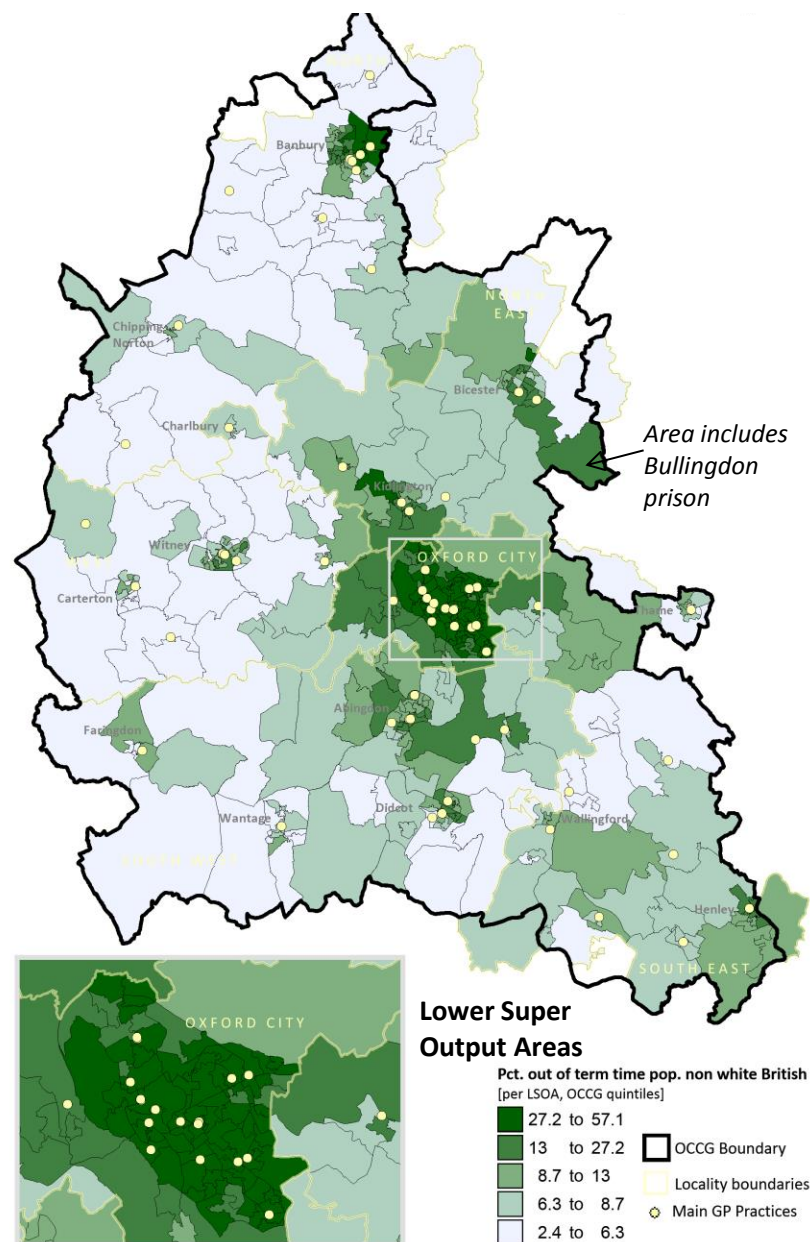 NORTH
Banbury
NORTH
EAST
Chipping
Norton
Bicester
Charlbury
Area includes
Bullingdon
prison
Kidlington
OXFORD CITY
Witney
WEST
Carterton
Thame
Abingdon
Faringdon
Didcot
Wantage
Wallingford
SOUTH WEST
Henley
SOUTH EAST
OXFORD CITY
Lower Super
Output Areas
Pct. out of term time pop. non white British
[per LSOA, OCCG quintiles]
27.2 to 57.1
13 to 27.2
8.7 to 13
6.3 to 8.7
2.4 to 6.3
OCCG Boundary
Locality boundaries
Main GP Practices